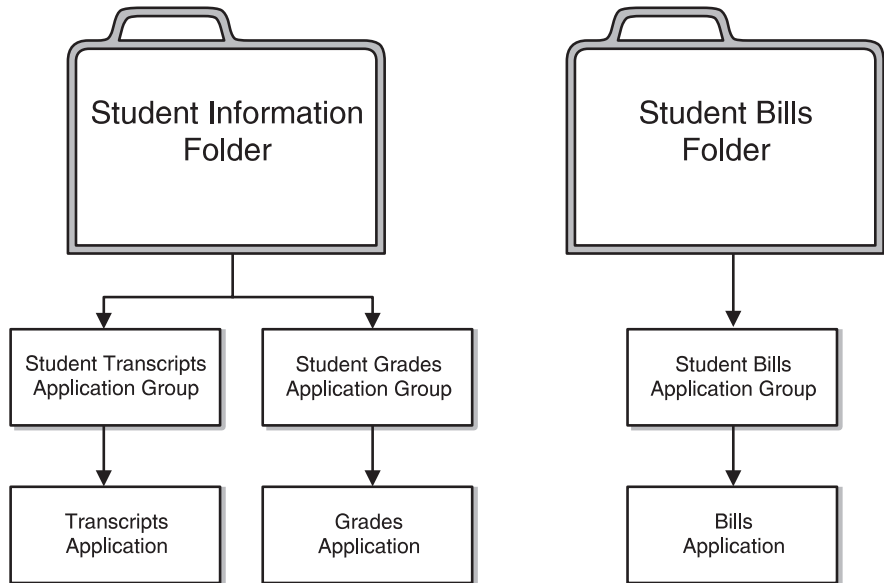 Student Information
Folder
Student Bills
Folder
Student Transcripts
Application Group
Student Grades
Application Group
Student Bills
Application Group
Transcripts
Application
Grades
Application
Bills
Application